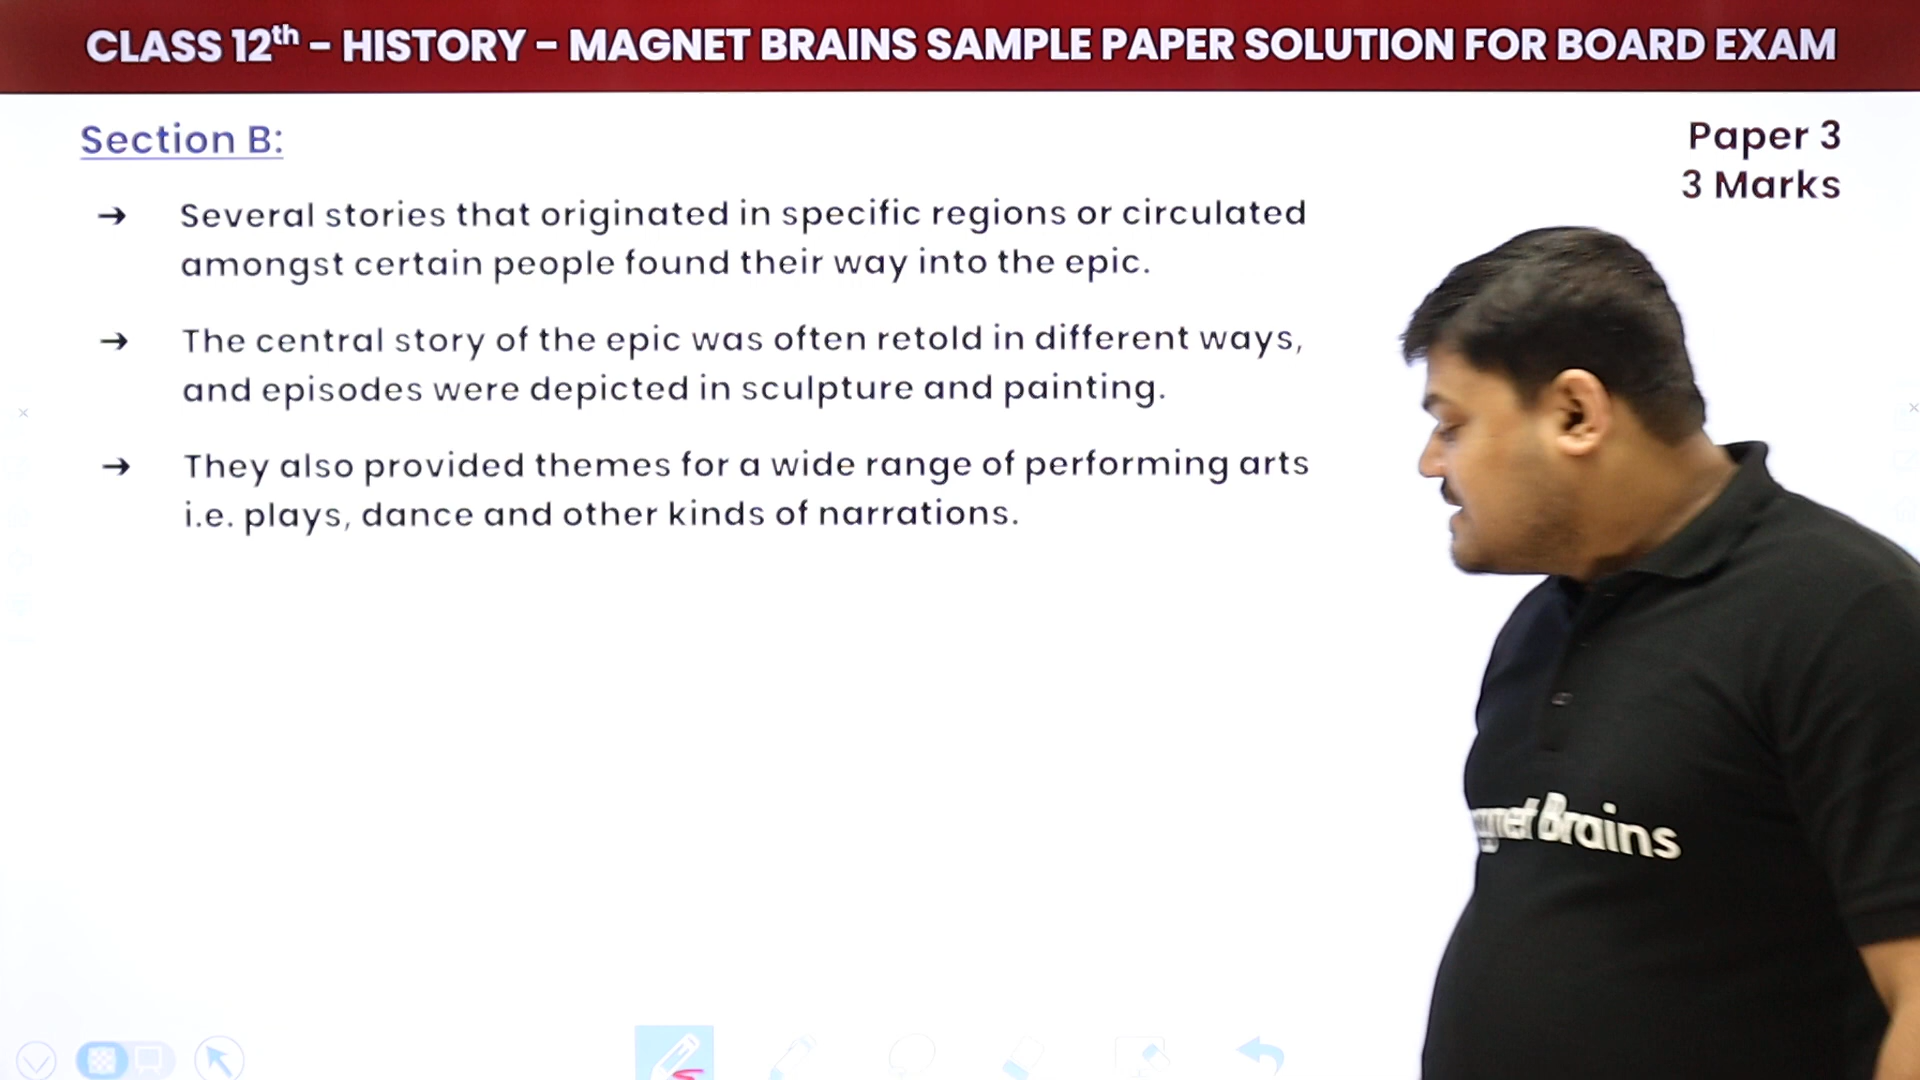 CLASS 12th – HISTORY – MAGNET BRAINS SAMPLE PAPER SOLUTION FOR BOARD EXAM
Section B:
Paper 3
3 Marks
→ Several stories that originated in specific regions or circulated
amongst certain people found their way into the epic.
→ The central story of the epic was often retold in different ways,
and episodes were depicted in sculpture and painting.
→ They also provided themes for a wide range of performing arts
i.e. plays, dance and other kinds of narrations.
Brains